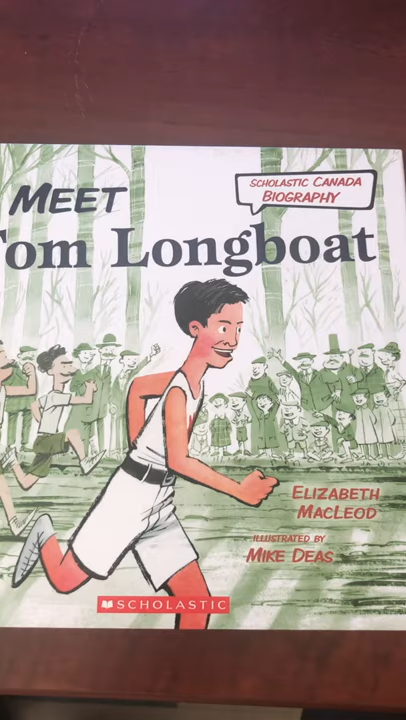 MEET
SCHOLASTIC CANADA
BIOGRAPHY
Tom Longboat
ELIZABETH
MACLEOD
ILLUSTRATED BY
MIKE DEAS
SCHOLASTIC